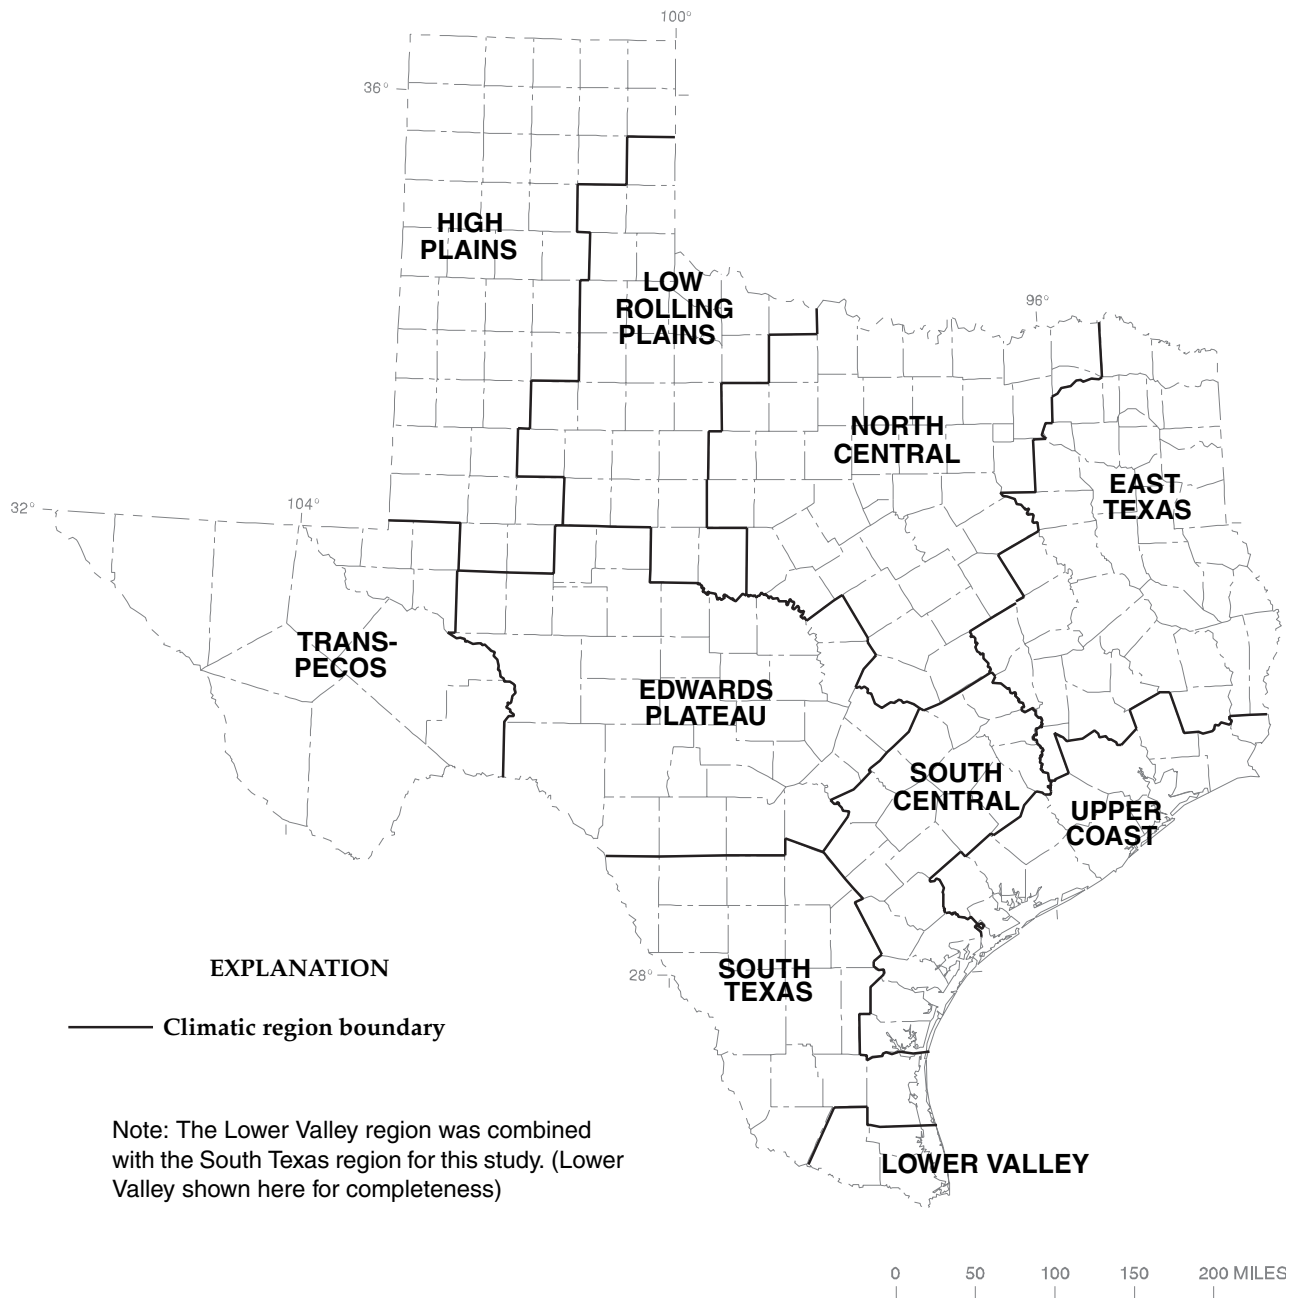 100°
36°
HIGH
PLAINS
LOW
ROLLING
PLAINS
96°
NORTH
CENTRAL
EAST
TEXAS
32°
104°
TRANS-
PECOS
EDWARDS
PLATEAU
SOUTH
CENTRAL
UPPER
COAST
EXPLANATION
28°
SOUTH
TEXAS
Climatic region boundary
Note: The Lower Valley region was combined
with the South Texas region for this study. (Lower
Valley shown here for completeness)
LOWER VALLEY
0 50 100 150 200 MILES